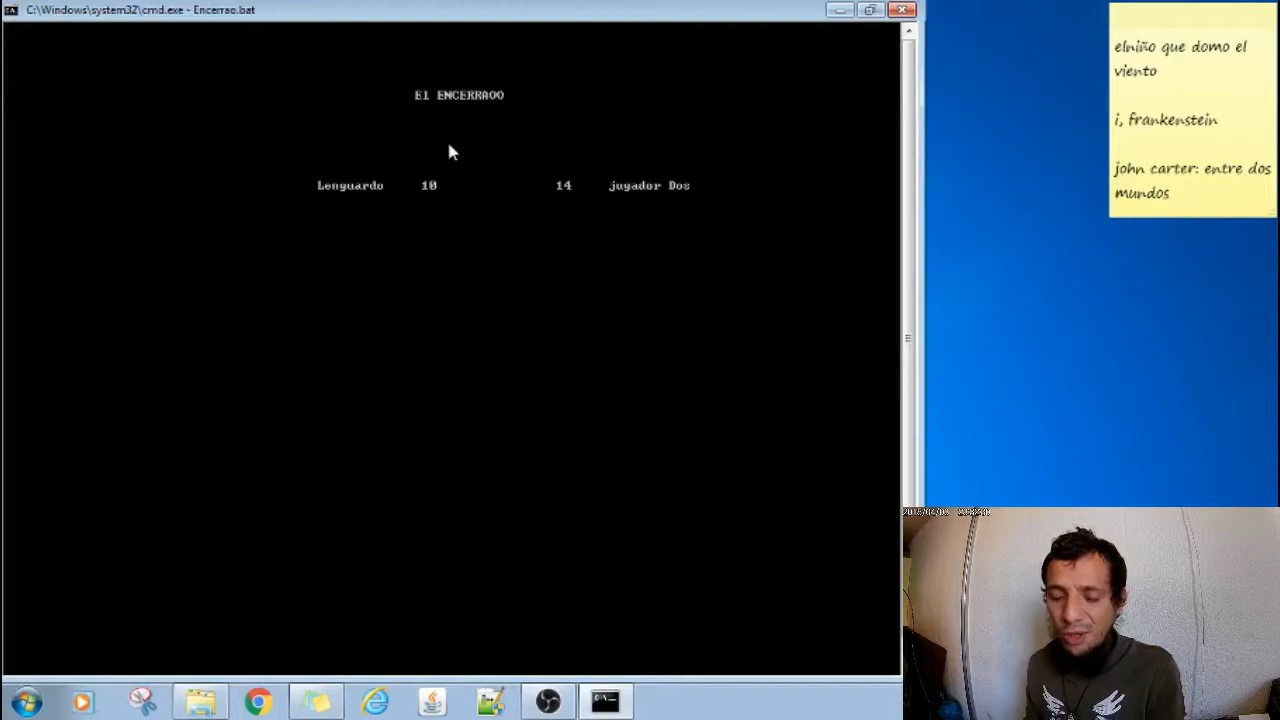 C:\Windows\system32\cmd.exe - Encerrao.bat
El ENCERRAOO
Lenguardo 10 14 jugador Dos
elniño que domo el
viento
i, frankenstein
john carter: entre dos
mundos